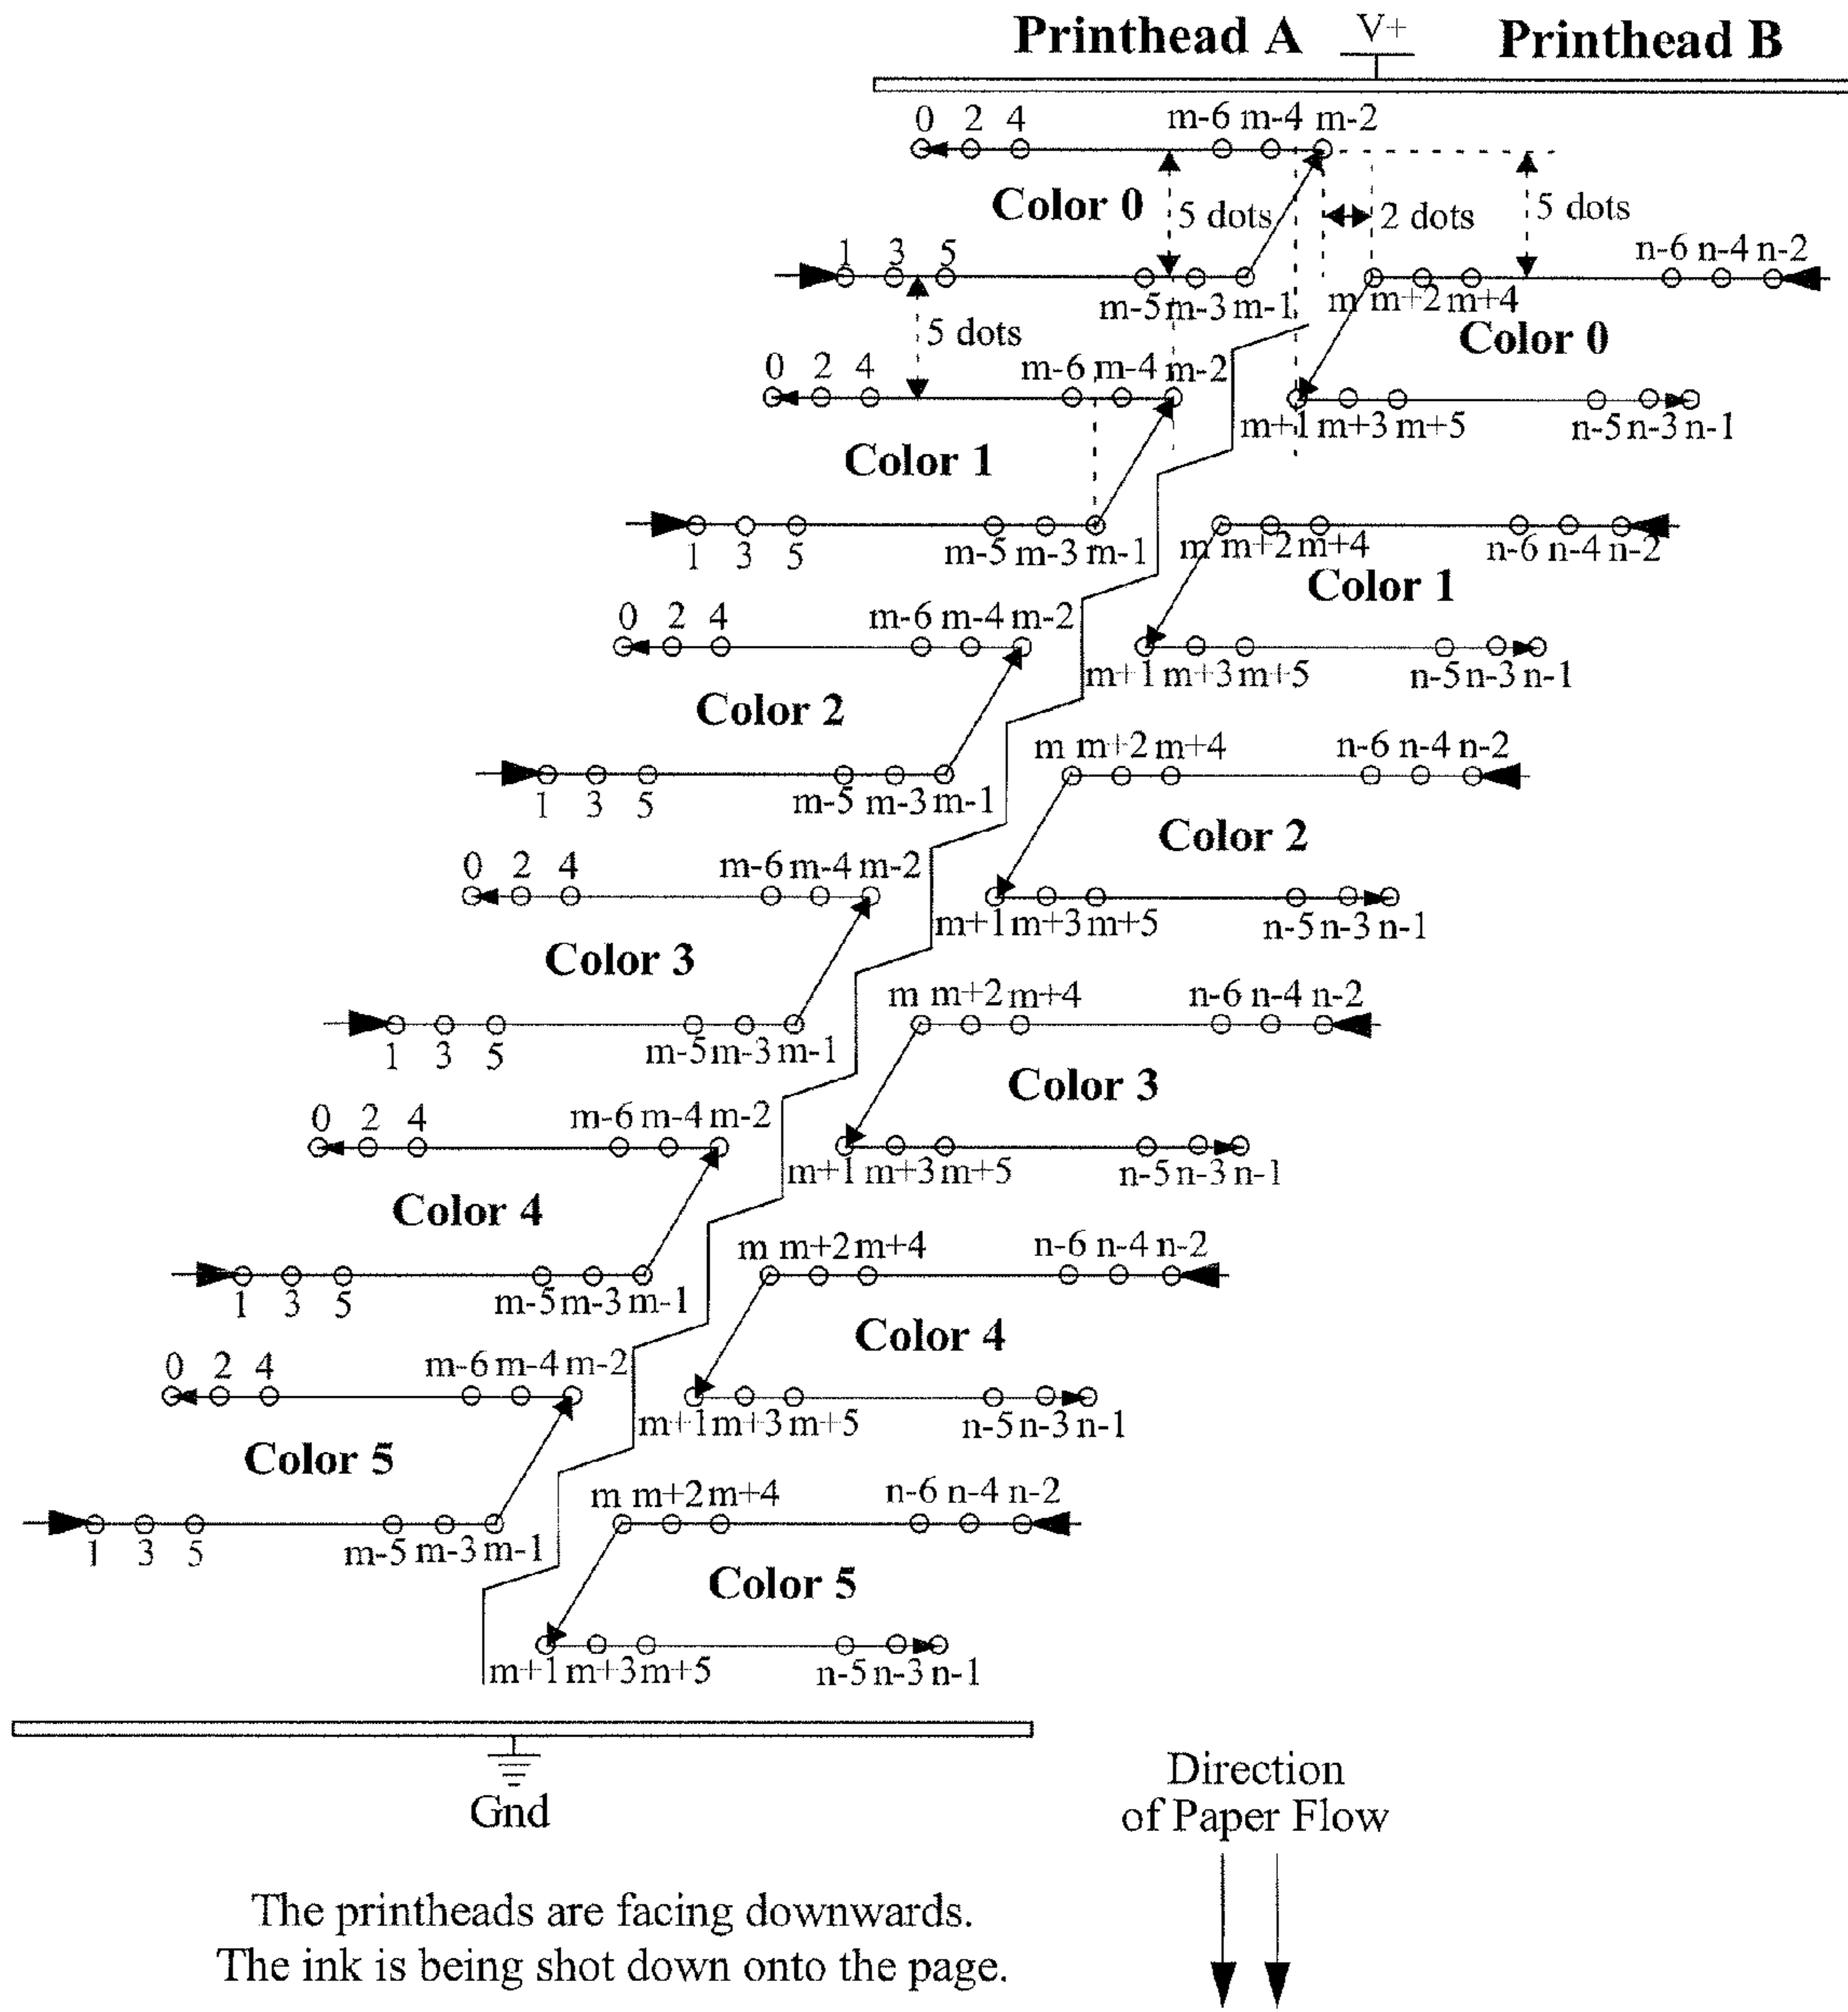 Printhead A V+ Printhead B
0 2 4 m-6 m-4 m-2
Color 0 5 dots 2 dots 5 dots
1 3 5 n-6 n-4 n-2
m-5 m-3 m-1 m m+2 m+4
5 dots Color 0
0 2 4 m-6 m-4 m-2
m+1 m+3 m+5 n-5 n-3 n-1
Color 1
1 3 5 m-5 m-3 m-1 m m+2 m+4 n-6 n-4 n-2
Color 1
0 2 4 m-6 m-4 m-2
m+1 m+3 m+5 n-5 n-3 n-1
Color 2
m m+2 m+4 n-6 n-4 n-2
1 3 5 m-5 m-3 m-1
Color 2
0 2 4 m-6 m-4 m-2
m+1 m+3 m+5 n-5 n-3 n-1
Color 3
m m+2 m+4 n-6 n-4 n-2
1 3 5 m-5 m-3 m-1
Color 3
0 2 4 m-6 m-4 m-2
m+1 m+3 m+5 n-5 n-3 n-1
Color 4
m m+2 m+4 n-6 n-4 n-2
1 3 5 m-5 m-3 m-1
Color 4
0 2 4 m-6 m-4 m-2
m+1 m+3 m+5 n-5 n-3 n-1
Color 5
m m+2 m+4 n-6 n-4 n-2
1 3 5 m-5 m-3 m-1
Color 5
m+1 m+3 m+5 n-5 n-3 n-1
Gnd
Direction
of Paper Flow
The printheads are facing downwards.
The ink is being shot down onto the page.